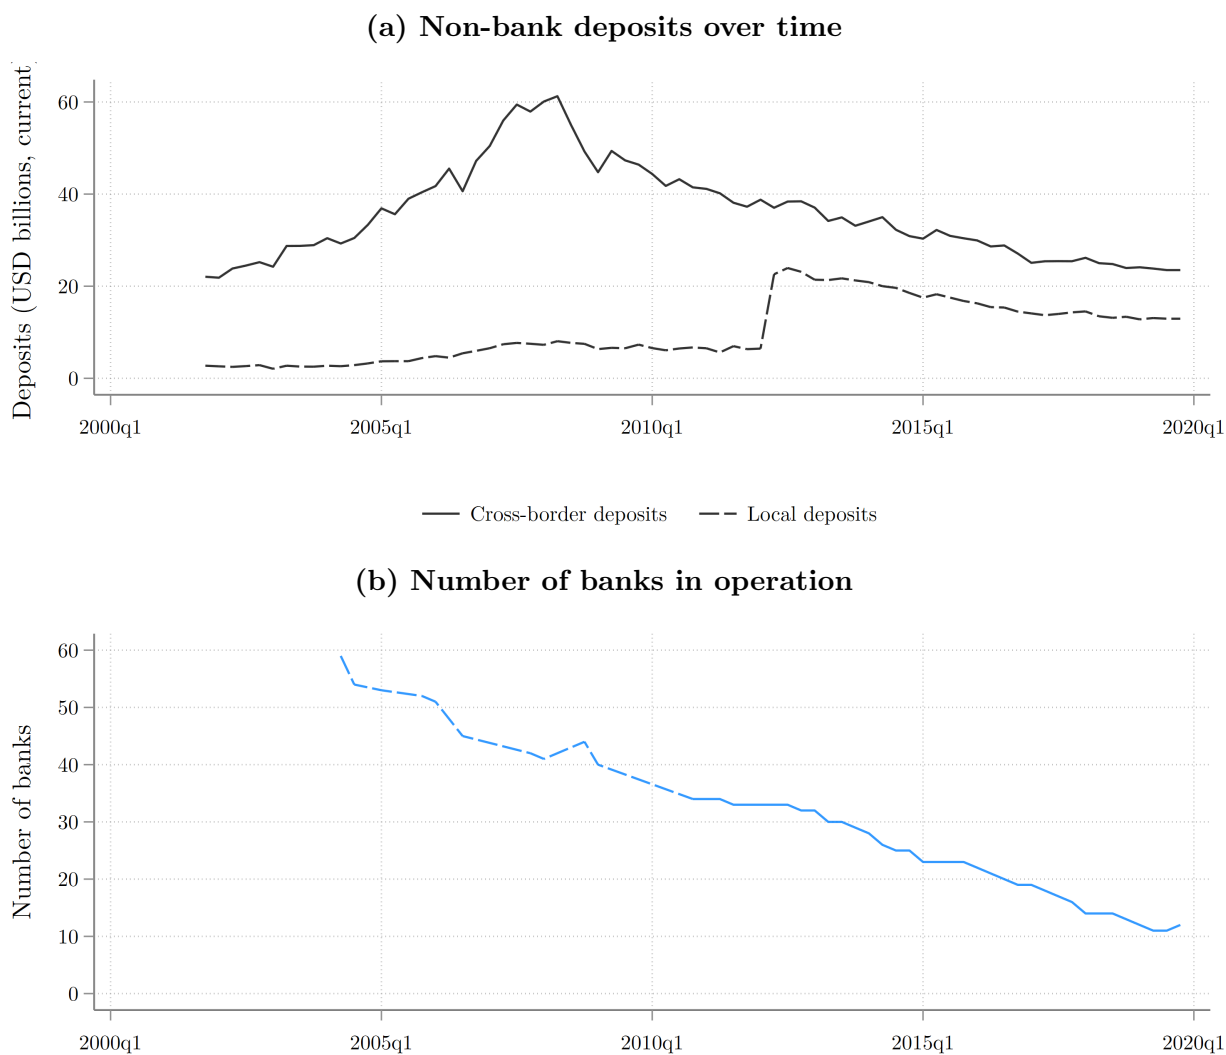 (a) Non-bank deposits over time
Deposits (USD billions, current
60
40
20
0
2000q1 2005q1 2010q1 2015q1 2020q1
Cross-border deposits Local deposits
(b) Number of banks in operation
Number of banks
60
50
40
30
20
10
0
2000q1 2005q1 2010q1 2015q1 2020q1